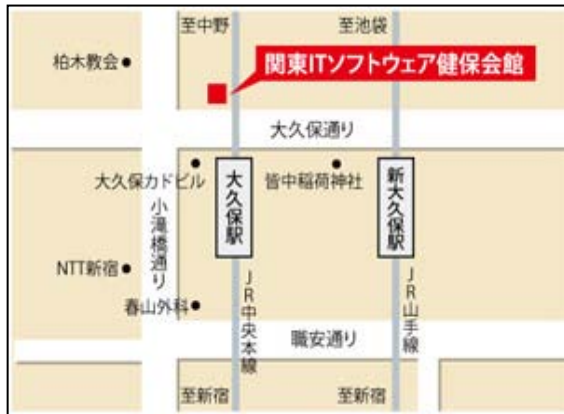 至中野
至池袋
柏木教会
関東ITソフトウェア健保会館
大久保通り
大久保カドビル
皆中稲荷神社
大久保駅
新大久保駅
小滝橋通り
NTT新宿
春山外科
JR中央本線
JR山手線
職安通り
至新宿
至新宿